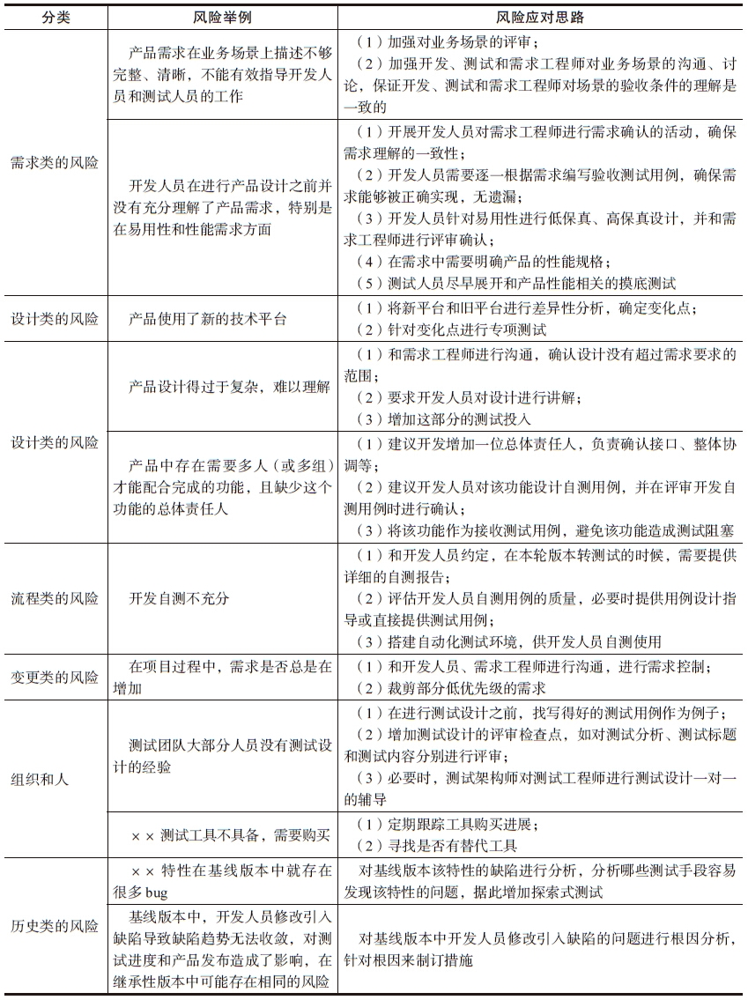 分类 风险举例 风险应对思路
需求类的风险
产品需求在业务场景上描述不够
完整、清晰，不能有效指导开发人
员和测试人员的工作
（1）加强对业务场景的评审；
（2）加强开发、测试和需求工程师对业务场景的沟通、讨
论，保证开发、测试和需求工程师对场景的验收条件的理解是
一致的
开发人员在进行产品设计之前并
没有充分理解了产品需求，特别是
在易用性和性能需求方面
（1）开展开发人员对需求工程师进行需求确认的活动，确保
需求理解的一致性；
（2）开发人员需要逐一根据需求编写验收测试用例，确保需
求能够被正确实现，无遗漏；
（3）开发人员针对易用性进行低保真、高保真设计，并和需
求工程师进行评审确认；
（4）在需求中需要明确产品的性能规格；
（5）测试人员尽早展开和产品性能相关的摸底测试
设计类的风险
产品使用了新的技术平台
（1）将新平台和旧平台进行差异性分析，确定变化点；
（2）针对变化点进行专项测试
设计类的风险
产品设计得过于复杂，难以理解
（1）和需求工程师进行沟通，确认设计没有超过需求要求的
范围；
（2）要求开发人员对设计进行讲解；
（3）增加这部分的测试投入
产品中存在需要多人（或多组）
才能配合完成的功能，且缺少这个
功能的总体责任人
（1）建议开发增加一位总体责任人，负责确认接口、整体协
调等；
（2）建议开发人员对该功能设计自测用例，并在评审开发自
测用例时进行确认；
（3）将该功能作为接收测试用例，避免该功能造成测试阻塞
流程类的风险
开发自测不充分
（1）和开发人员约定，在本轮版本转测试的时候，需要提供
详细的自测报告；
（2）评估开发人员自测用例的质量，必要时提供用例设计指
导或直接提供测试用例；
（3）搭建自动化测试环境，供开发人员自测使用
变更类的风险
在项目过程中，需求是否总是在
增加
（1）和开发人员、需求工程师进行沟通，进行需求控制；
（2）裁剪部分低优先级的需求
组织和人
测试团队大部分人员没有测试设
计的经验
（1）在进行测试设计之前，找写得好的测试用例作为例子；
（2）增加测试设计的评审检查点，如对测试分析、测试标题
和测试内容分别进行评审；
（3）必要时，测试架构师对测试工程师进行测试设计一对一
的辅导
×× 测试工具不具备，需要购买
（1）定期跟踪工具购买进展；
（2）寻找是否有替代工具
历史类的风险
×× 特性在基线版本中就存在
很多 bug
对基线版本该特性的缺陷进行分析，分析哪些测试手段容易
发现该特性的问题，据此增加探索式测试
基线版本中，开发人员修改引入
缺陷导致缺陷趋势无法收敛，对测
试进度和产品发布造成了影响，在
继承性版本中可能存在相同的风险
对基线版本中开发人员修改引入缺陷的问题进行根因分析，
针对根因来制订措施